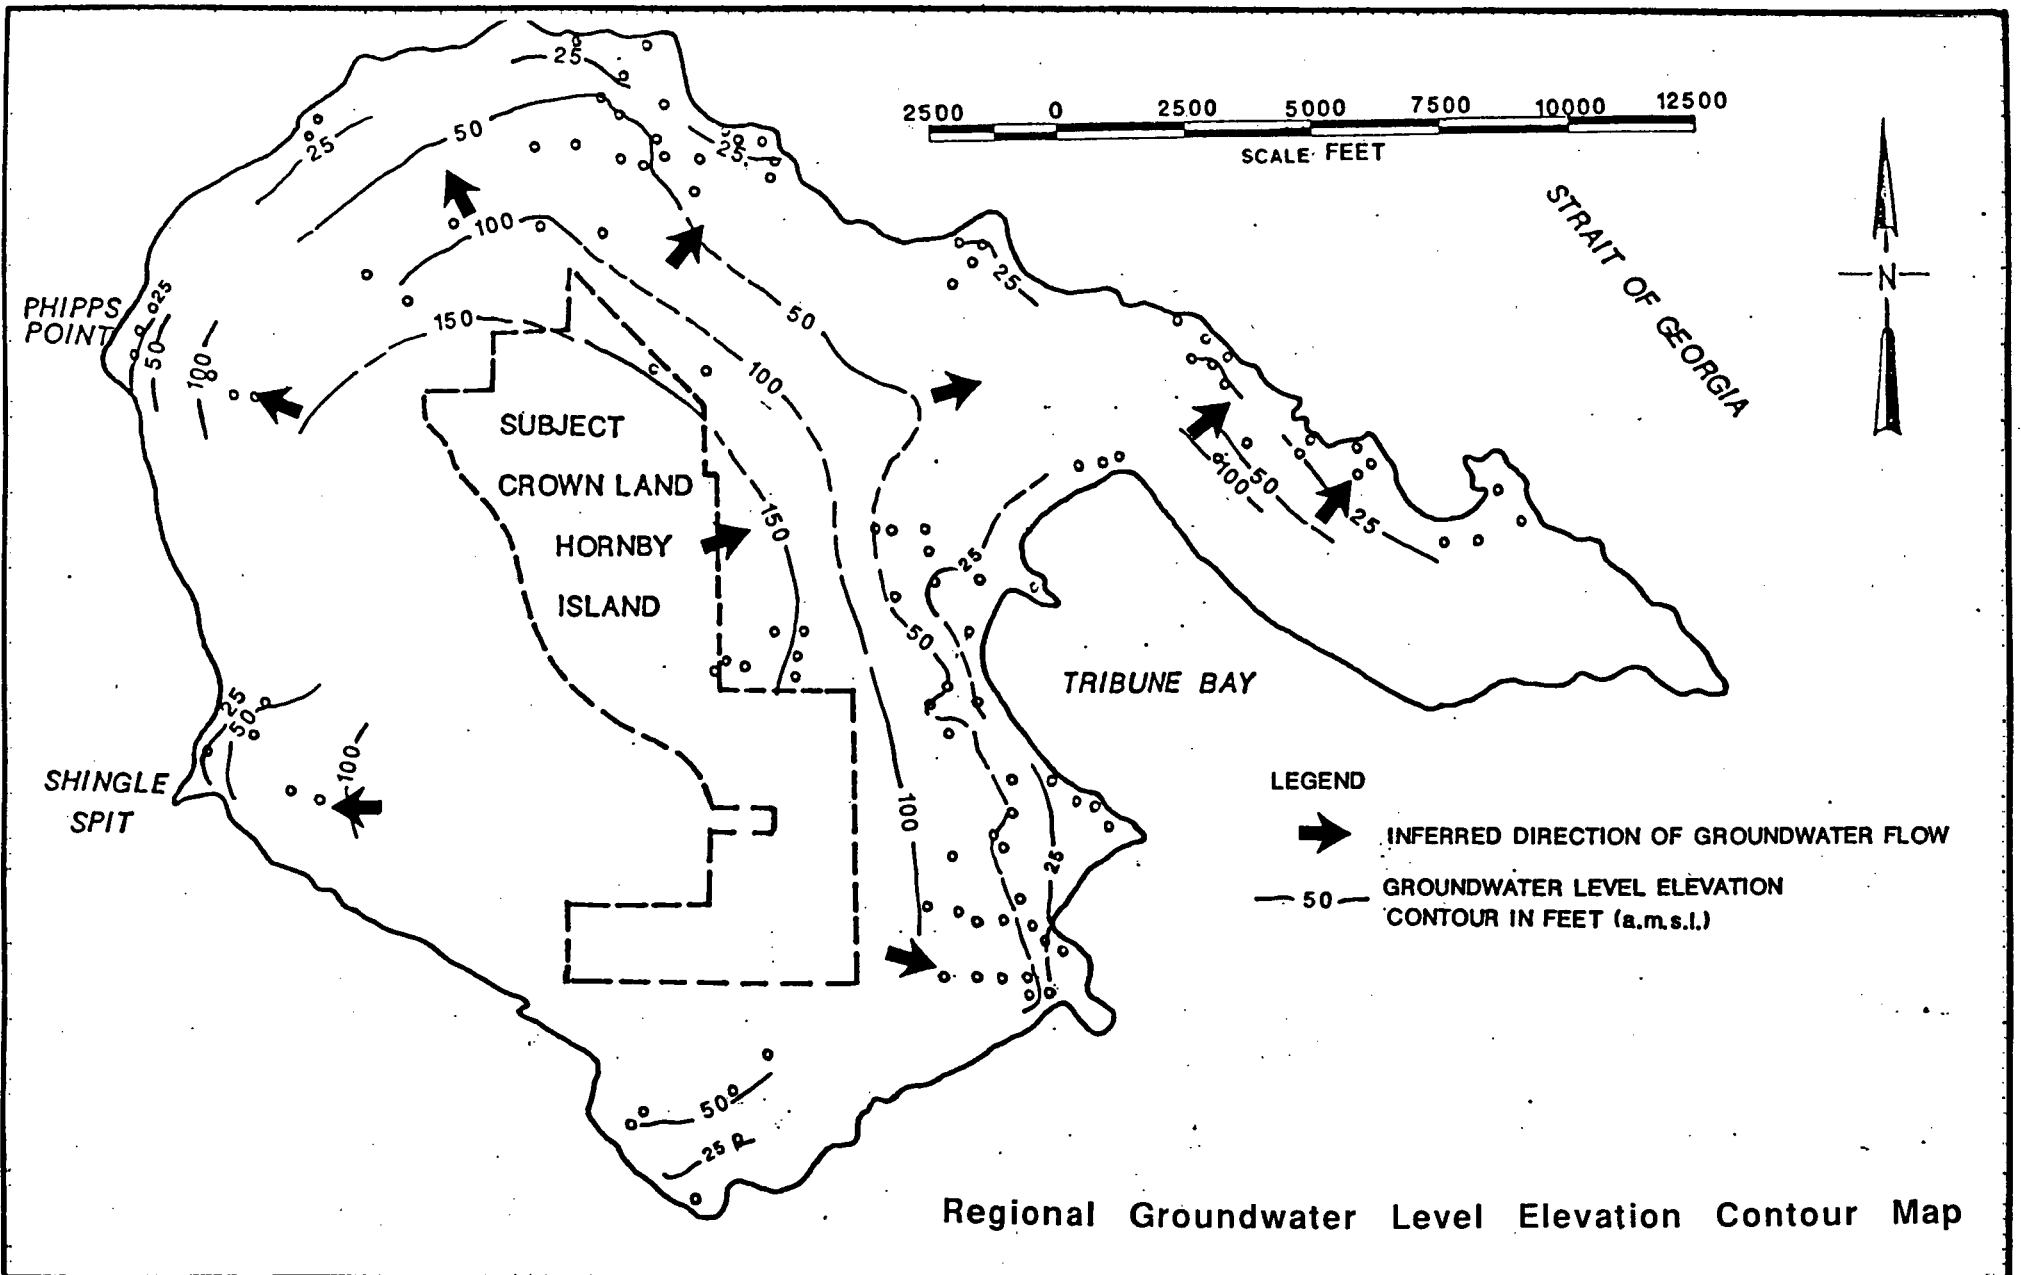 25
2500 0 2500 5000 7500 10000 12500
SCALE: FEET
25
50
25
STRAIT OF GEORGIA
N
100
50
25
PHIPPS
POINT
25
50
100
150
100
SUBJECT
CROWN LAND
HORNBY
ISLAND
150
100
50
25
25
50
TRIBUNE BAY
25
50
100
SHINGLE
SPIT
100
25
LEGEND
INFERRED DIRECTION OF GROUNDWATER FLOW
50
GROUNDWATER LEVEL ELEVATION
CONTOUR IN FEET (a.m.s.l.)
50
25
Regional Groundwater Level Elevation Contour Map